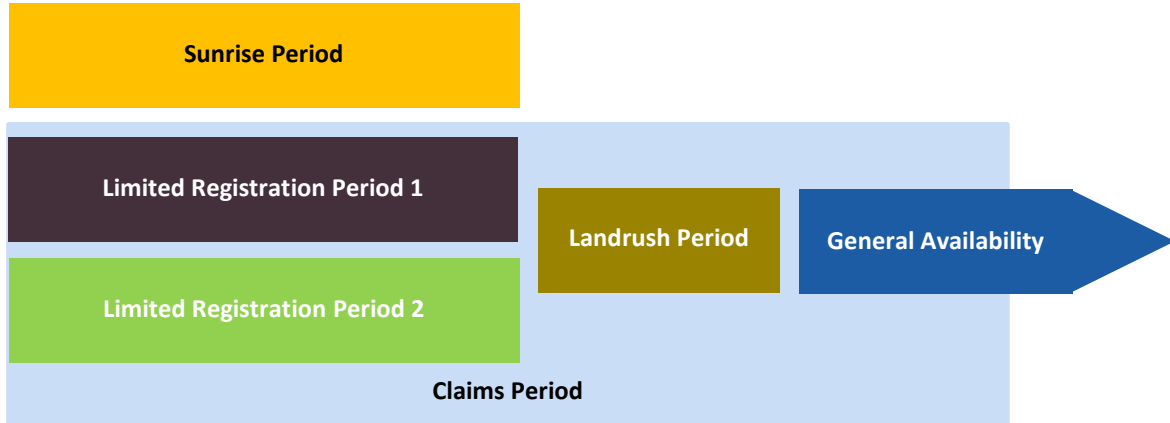 Sunrise Period
Limited Registration Period 1
Landrush Period
General Availability
Limited Registration Period 2
Claims Period